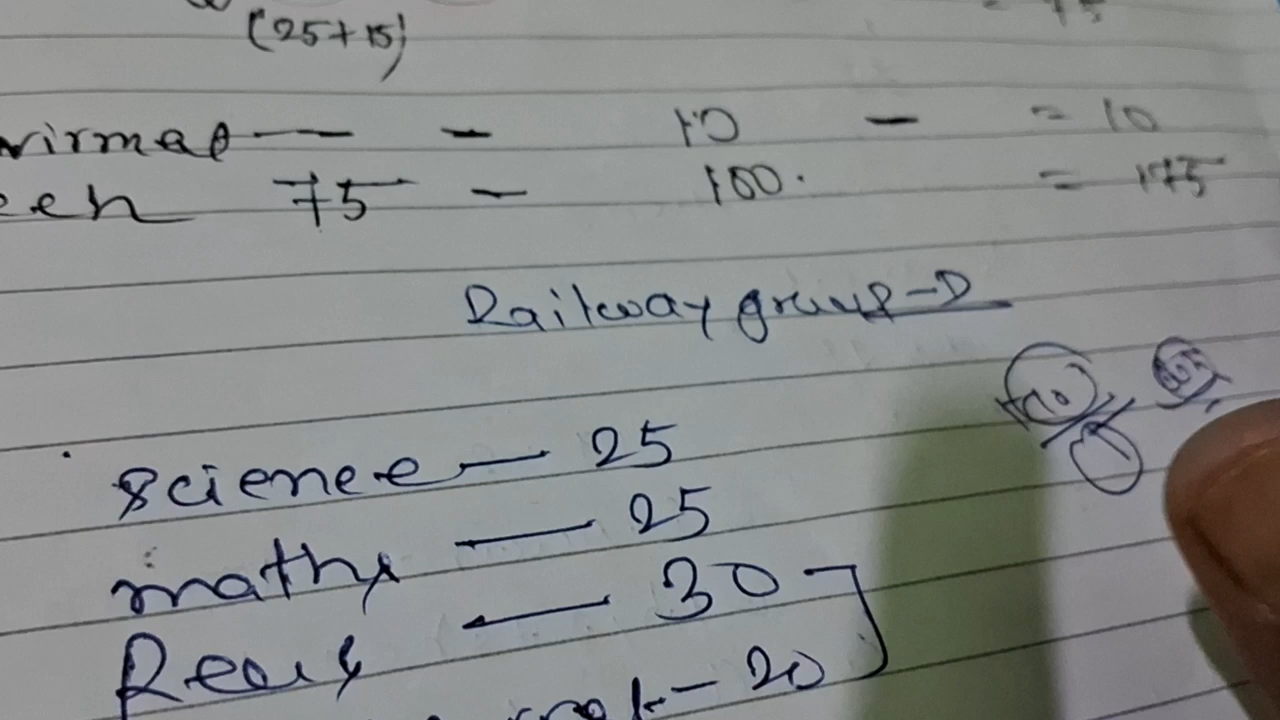 (25+15)
— - 10 - = 10
75 - 100. = 175
Railway group-D
science — 25
maths — 25
Reas — 30
- 20